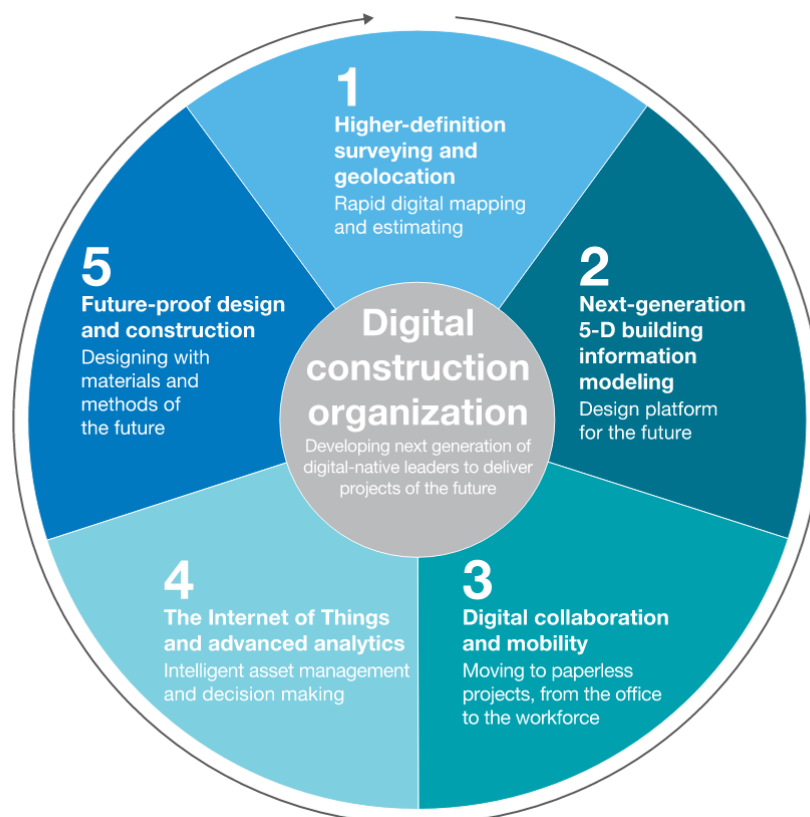 1
Higher-definition
surveying and
geolocation
Rapid digital mapping
and estimating
2
Next-generation
5-D building
information
modeling
Design platform
for the future
3
Digital collaboration
and mobility
Moving to paperless
projects, from the office
to the workforce
4
The Internet of Things
and advanced analytics
Intelligent asset management
and decision making
5
Future-proof design
and construction
Designing with
materials and
methods of
the future
Digital
construction
organization
Developing next generation of
digital-native leaders to deliver
projects of the future